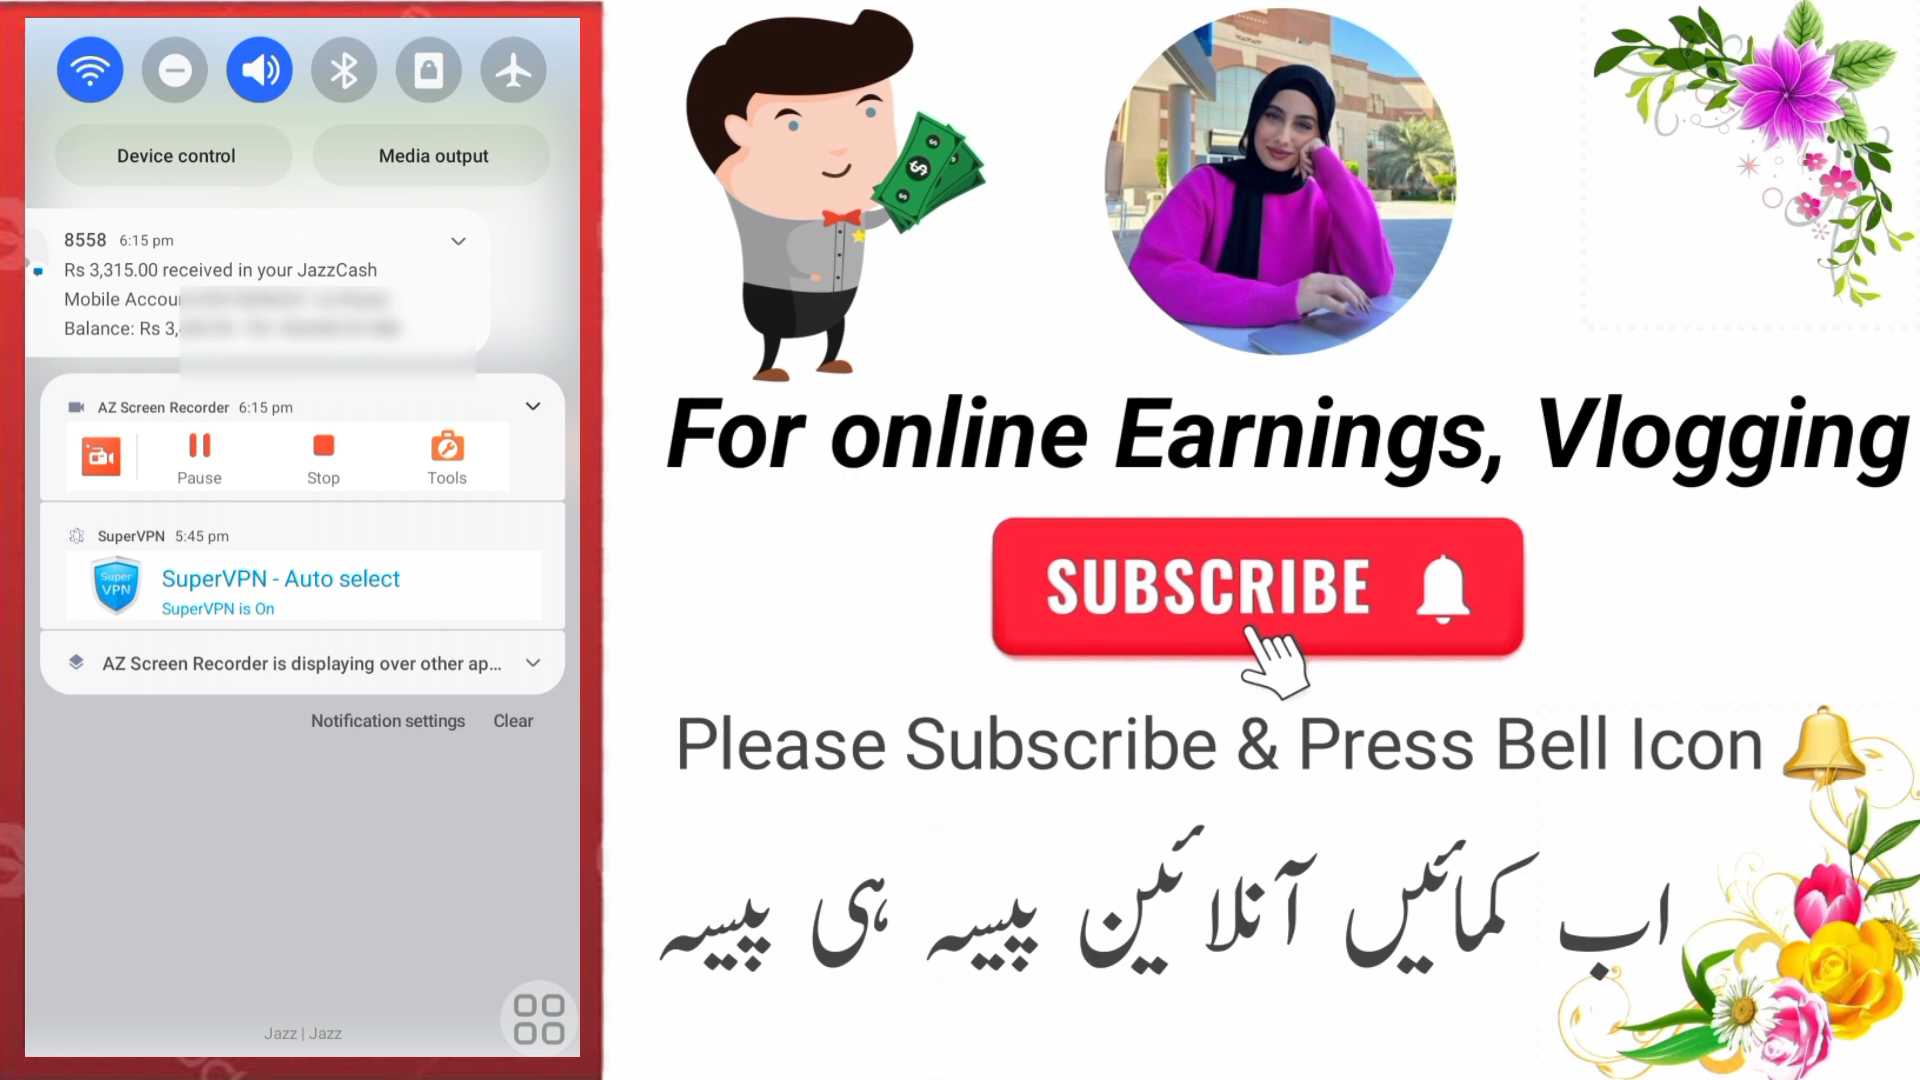 Device control
Media output
8558 6:15 pm
Rs 3,315.00 received in your JazzCash
Mobile Accou
Balance: Rs 3,
AZ Screen Recorder 6:15 pm
Pause
Stop
Tools
SuperVPN 5:45 pm
Super
VPN
SuperVPN - Auto select
SuperVPN is On
AZ Screen Recorder is displaying over other ap...
Notification settings
Clear
Jazz | Jazz
For online Earnings, Vlogging
SUBSCRIBE
Please Subscribe & Press Bell Icon
اب کمائیں آنلائین پیسہ ہی پیسہ